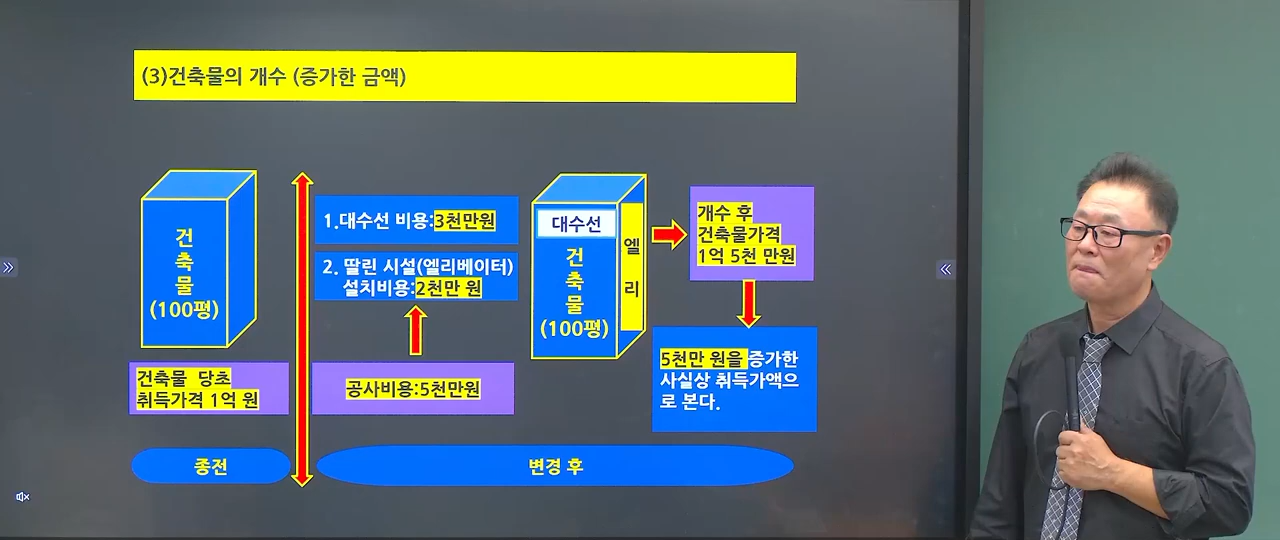 (3)건축물의 개수 (증가한 금액)
건
축
물
(100평)
건축물 당초
취득가격 1억 원
종전
1.대수선 비용:3천만원
2. 딸린 시설(엘리베이터)
설치비용:2천만 원
공사비용:5천만원
대수선
건
축
물
(100평)
엘
리
개수 후
건축물가격
1억 5천 만원
5천만 원을 증가한
사실상 취득가액으
로 본다.
변경 후